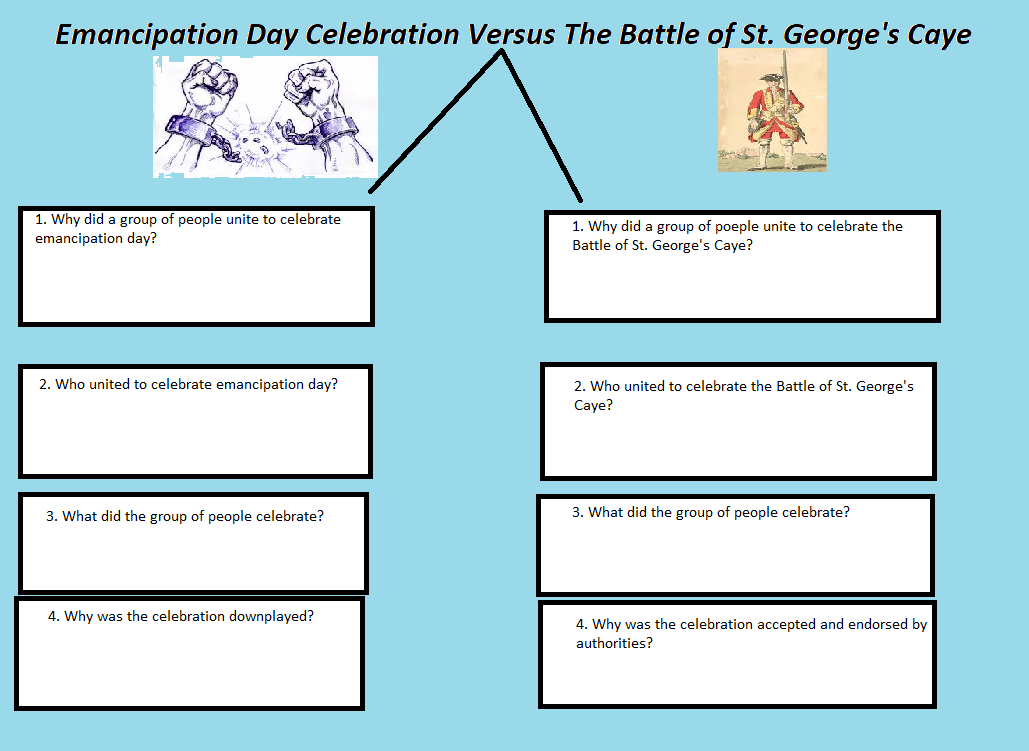 Emancipation Day Celebration Versus The Battle of St. George's Caye
1. Why did a group of people unite to celebrate
emancipation day?
2. Who united to celebrate emancipation day?
3. What did the group of people celebrate?
4. Why was the celebration downplayed?
1. Why did a group of poeple unite to celebrate the
Battle of St. George's Caye?
2. Who united to celebrate the Battle of St. George's
Caye?
3. What did the group of people celebrate?
4. Why was the celebration accepted and endorsed by
authorities?